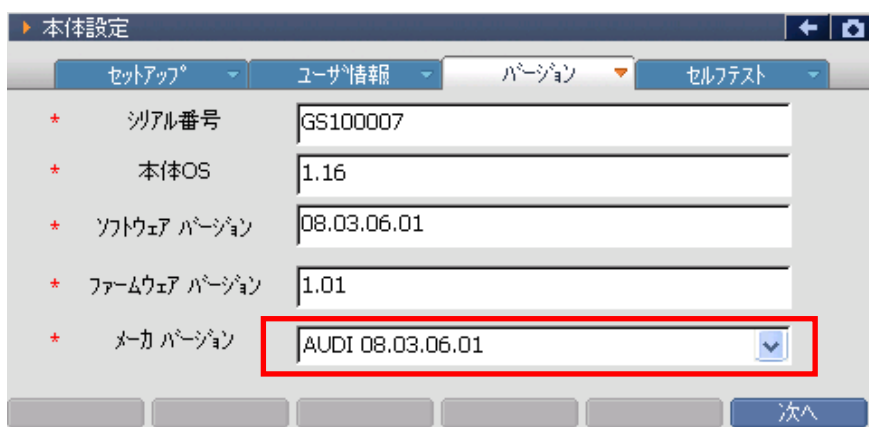 本体設定
ｾｯﾄｱｯﾌﾟ ﾕｰｻﾞ情報 ﾊﾞｰｼﾞｮﾝ ｾﾙﾌﾃｽﾄ
* ｼﾘｱﾙ番号 GS100007
* 本体OS 1.16
* ｿﾌﾄｳｪｱ ﾊﾞｰｼﾞｮﾝ 08.03.06.01
* ﾌｧｰﾑｳｪｱ ﾊﾞｰｼﾞｮﾝ 1.01
* ﾒｰｶ ﾊﾞｰｼﾞｮﾝ AUDI 08.03.06.01
次へ